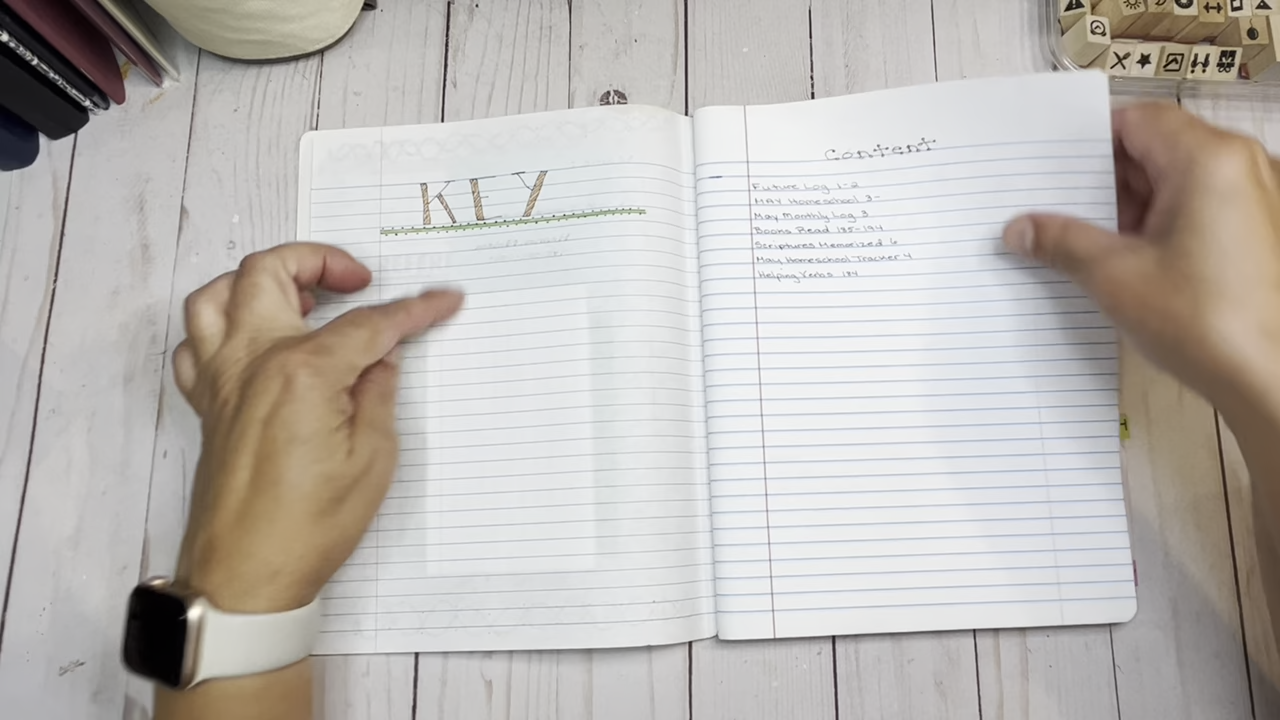 KEY
Content
Future Log 1-2
MAY Homeschool 3-
May Monthly Log 3
Books Read 195-194
Scriptures Memorized 6
May Homeschool Tracker 4
Helping Verbs 184
T